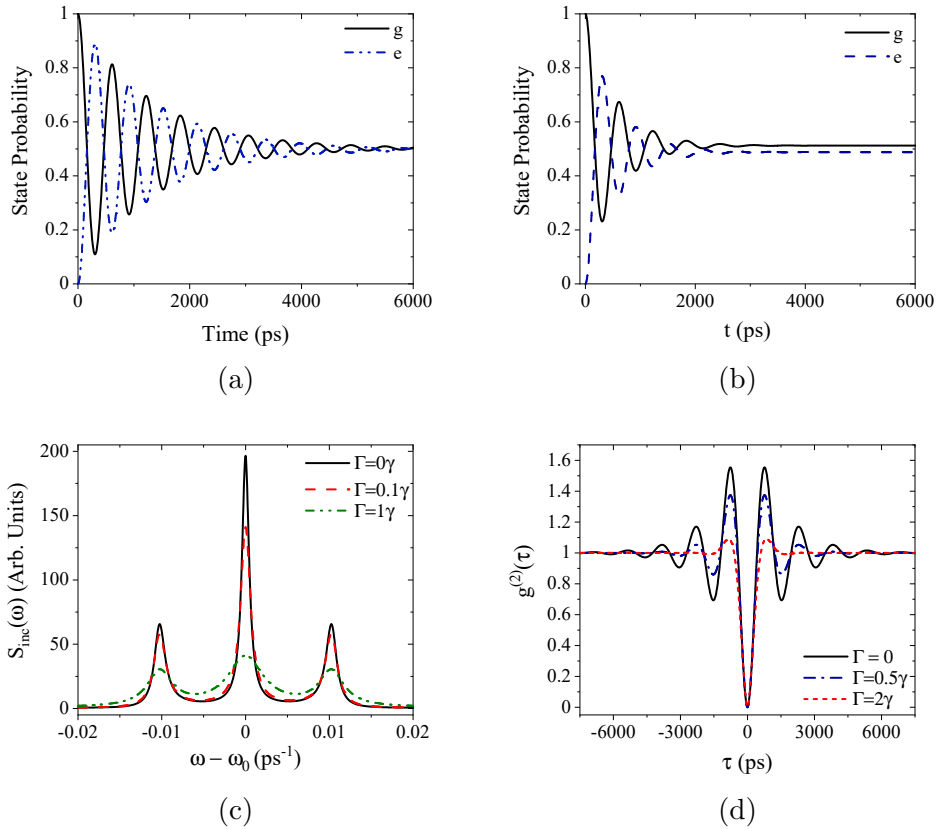 1
0.8
0.6
0.4
0.2
0
State Probability
g
e
0 2000 4000 6000
Time (ps)
(a)
1
0.8
0.6
0.4
0.2
0
State Probability
g
e
0 2000 4000 6000
t (ps)
(b)
200
150
100
50
0
S_inc(ω) (Arb. Units)
Γ=0γ
Γ=0.1γ
Γ=1γ
-0.02 -0.01 0 0.01 0.02
ω − ω₀ (ps⁻¹)
(c)
1.6
1.4
1.2
1.0
0.8
0.6
0.4
0.2
0
g⁽²⁾(τ)
Γ = 0
Γ=0.5γ
Γ=2γ
-6000 -3000 0 3000 6000
τ (ps)
(d)